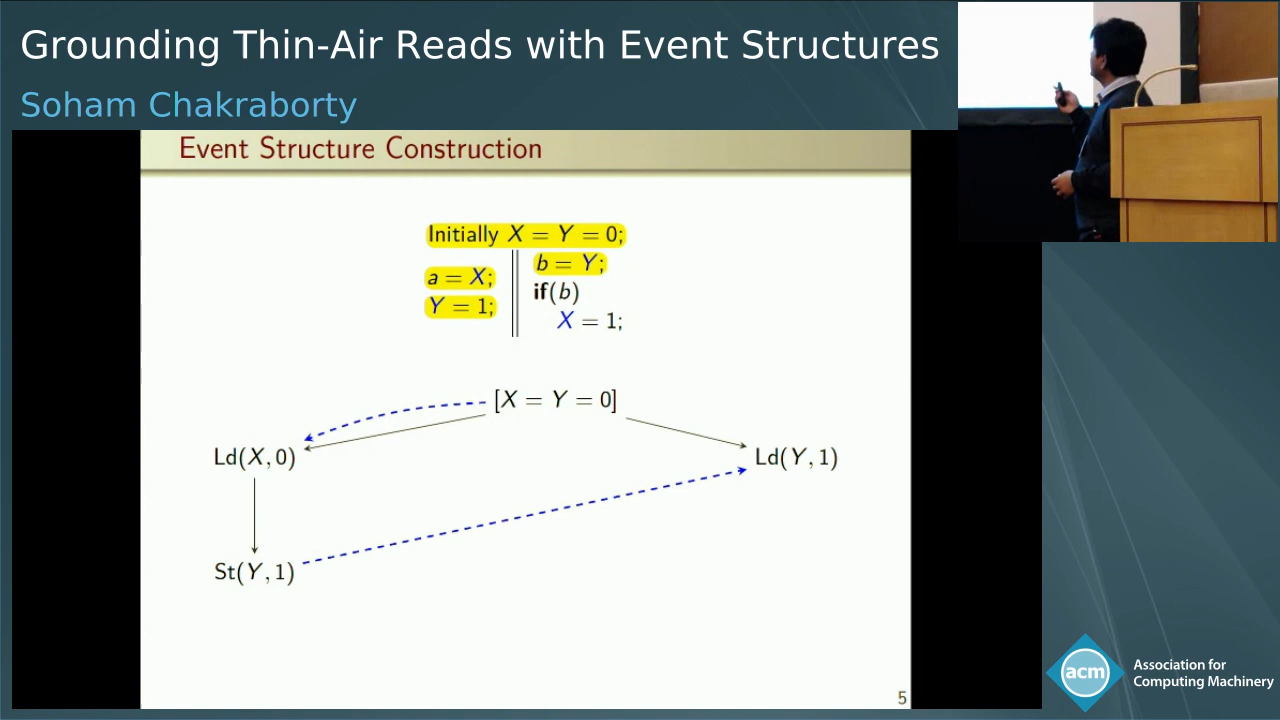 Grounding Thin-Air Reads with Event Structures
Soham Chakraborty
Event Structure Construction
Initially X = Y = 0;
a = X;
Y = 1;
b = Y;
if(b)
X = 1;
[X = Y = 0]
Ld(X, 0)
Ld(Y, 1)
St(Y, 1)
5
acm
Association for
Computing Machinery